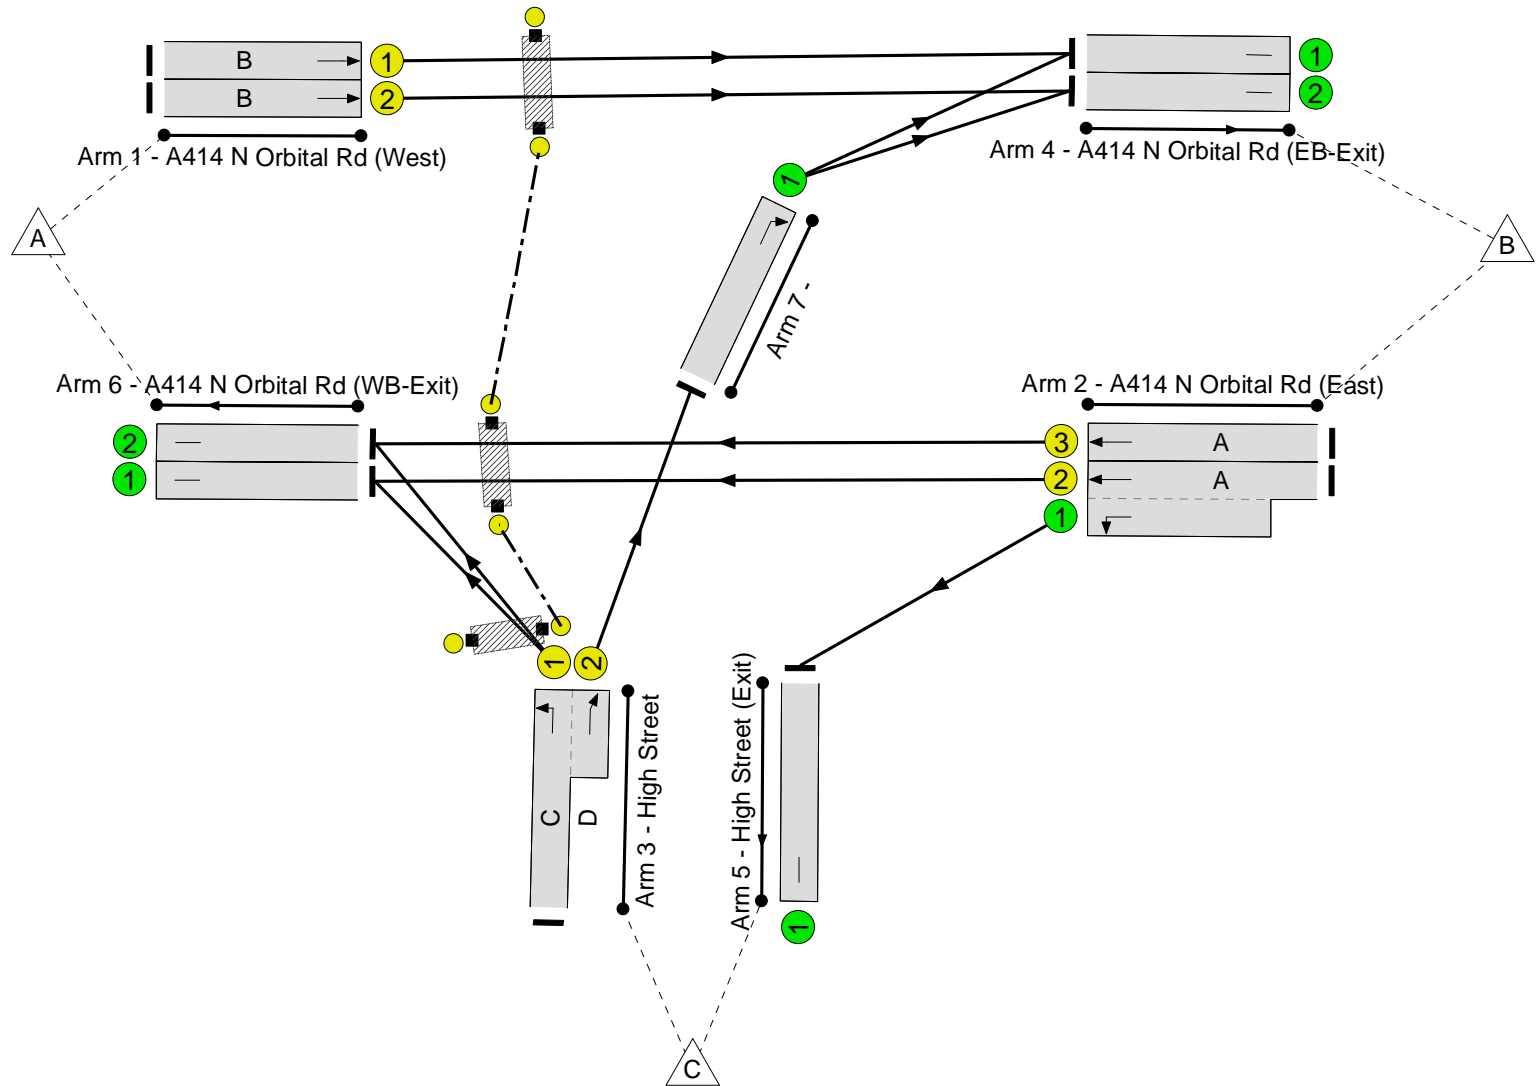 B
1
B
2
Arm 1 - A414 N Orbital Rd (West)
1
2
Arm 4 - A414 N Orbital Rd (EB-Exit)
A
B
1
Arm 7 -
Arm 6 - A414 N Orbital Rd (WB-Exit)
2
1
Arm 2 - A414 N Orbital Rd (East)
3
A
2
A
1
1
2
C
D
Arm 3 - High Street
Arm 5 - High Street (Exit)
1
C